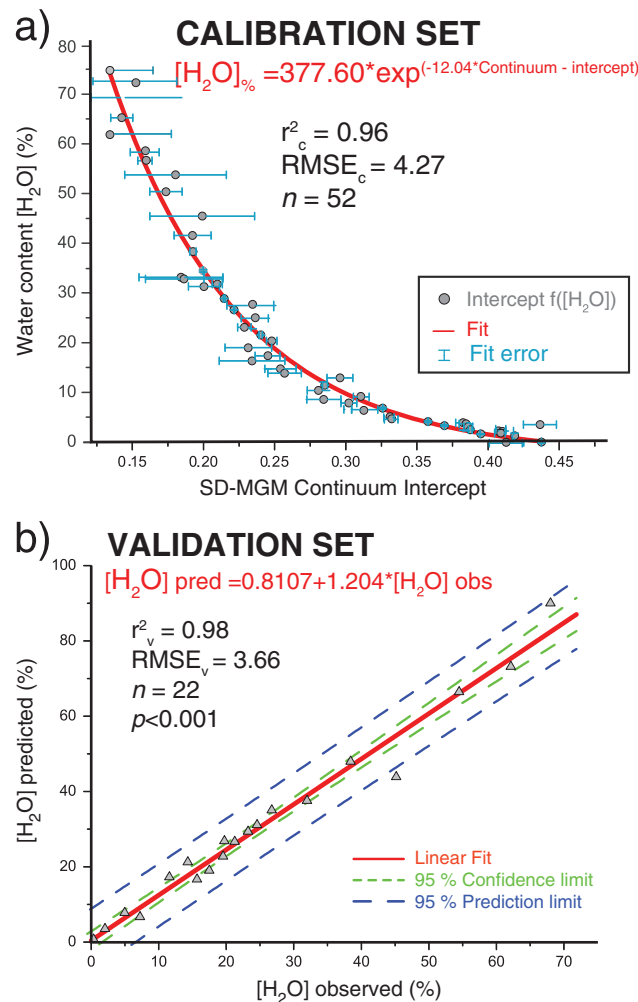 a) CALIBRATION SET
[H₂O]% =377.60*exp(-12.04*Continuum - intercept)
r²c = 0.96
RMSEc = 4.27
n = 52
Intercept f([H₂O])
Fit
Fit error
Water content [H₂O] (%)
80
70
60
50
40
30
20
10
0
0.15 0.20 0.25 0.30 0.35 0.40 0.45
SD-MGM Continuum Intercept
b) VALIDATION SET
[H₂O] pred =0.8107+1.204*[H₂O] obs
r²v = 0.98
RMSEv = 3.66
n = 22
p<0.001
Linear Fit
95 % Confidence limit
95 % Prediction limit
[H₂O] predicted (%)
100
80
60
40
20
0
0 10 20 30 40 50 60 70
[H₂O] observed (%)